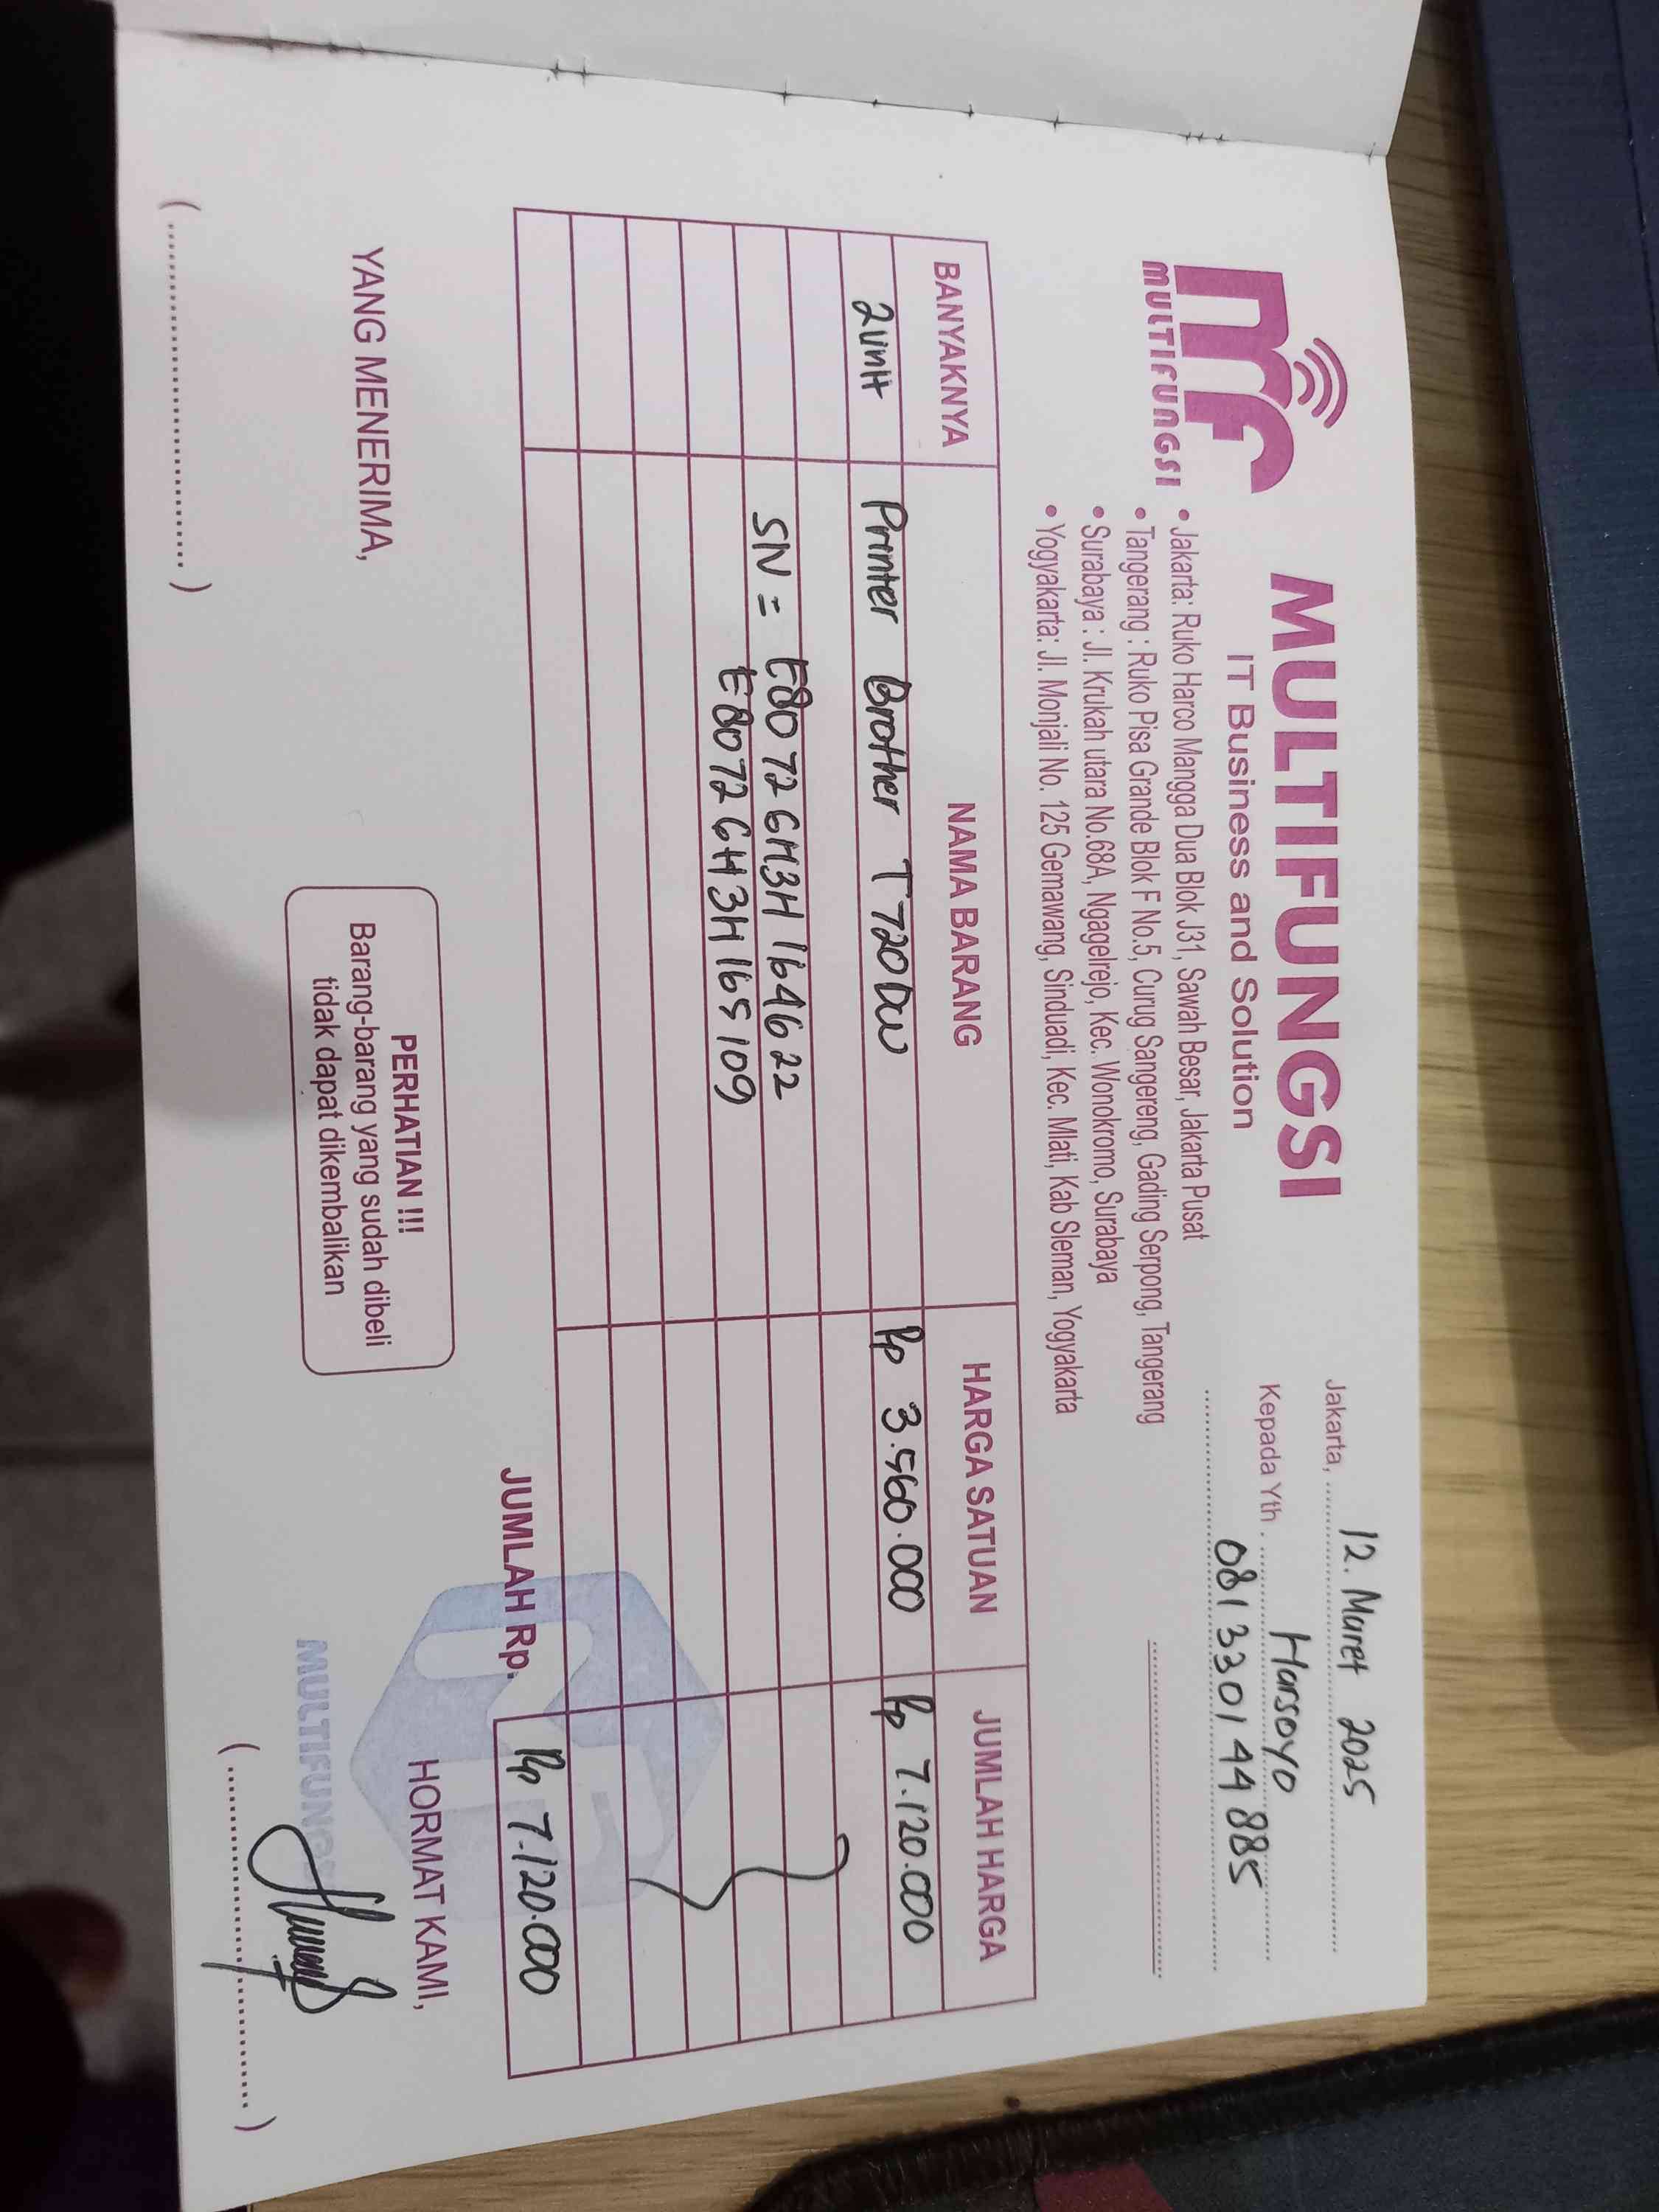 MULTIFUNGSI
MULTIFUNGSI
IT Business and Solution
• Jakarta: Ruko Harco Mangga Dua Blok J31, Sawah Besar, Jakarta Pusat
• Tangerang : Ruko Pisa Grande Blok F No.5, Curug Sangereng, Gading Serpong, Tangerang
• Surabaya : Jl. Krukah utara No.68A, Ngagelrejo, Kec. Wonokromo, Surabaya
• Yogyakarta: Jl. Monjali No. 125 Gemawang, Sinduadi, Kec. Mlati, Kab Sleman, Yogyakarta
Jakarta, 12. Maret 2025
Kepada Yth. Harsoyo
081330144885
BANYAKNYA NAMA BARANG HARGA SATUAN JUMLAH HARGA
2 unit Printer Brother T720DW Rp 3.560.000 Rp 7.120.000
SN = E80726H3H164622
E80726H3H165109
JUMLAH Rp. Rp 7.120.000
YANG MENERIMA,
PERHATIAN !!!
Barang-barang yang sudah dibeli
tidak dapat dikembalikan
HORMAT KAMI,
MULTIFUNGSI